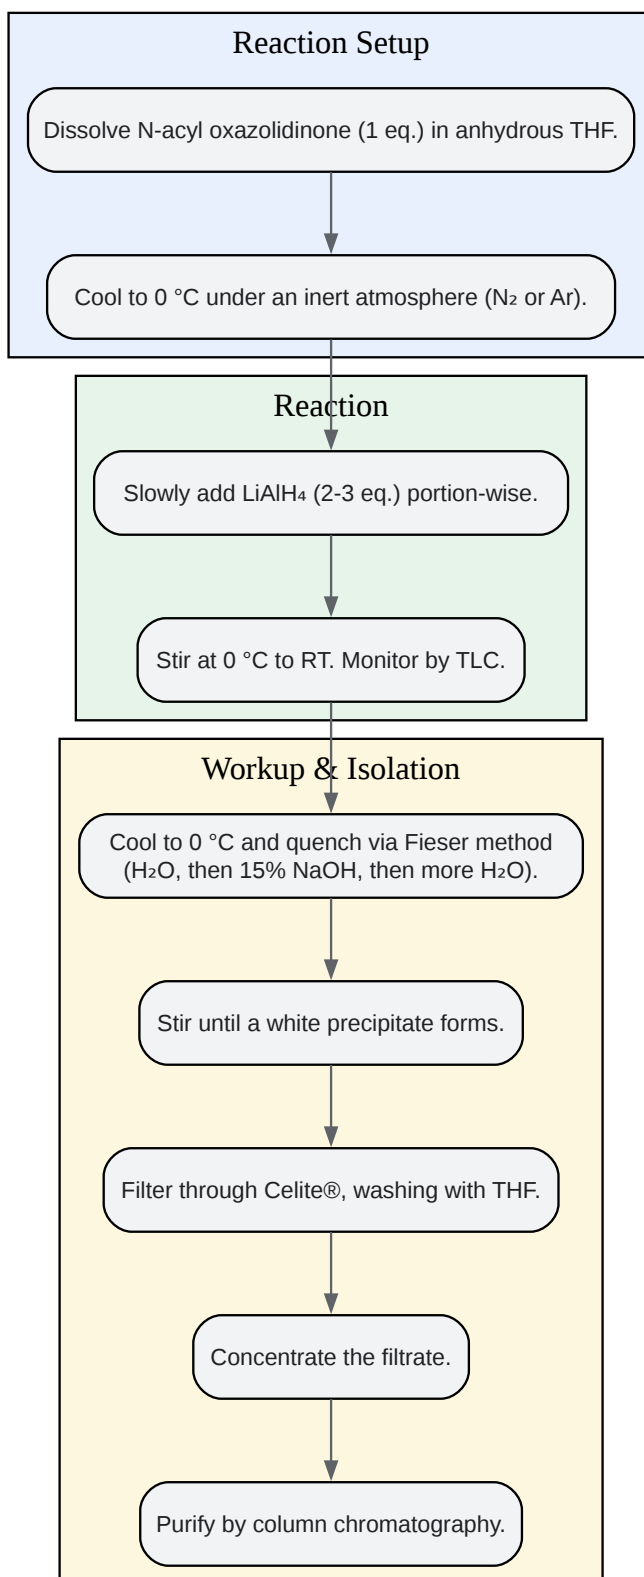 Reaction Setup
Dissolve N-acyl oxazolidinone (1 eq.) in anhydrous THF.
Cool to 0 °C under an inert atmosphere (N₂ or Ar).
Reaction
Slowly add LiAlH₄ (2-3 eq.) portion-wise.
Stir at 0 °C to RT. Monitor by TLC.
Workup & Isolation
Cool to 0 °C and quench via Fieser method
(H₂O, then 15% NaOH, then more H₂O).
Stir until a white precipitate forms.
Filter through Celite®, washing with THF.
Concentrate the filtrate.
Purify by column chromatography.